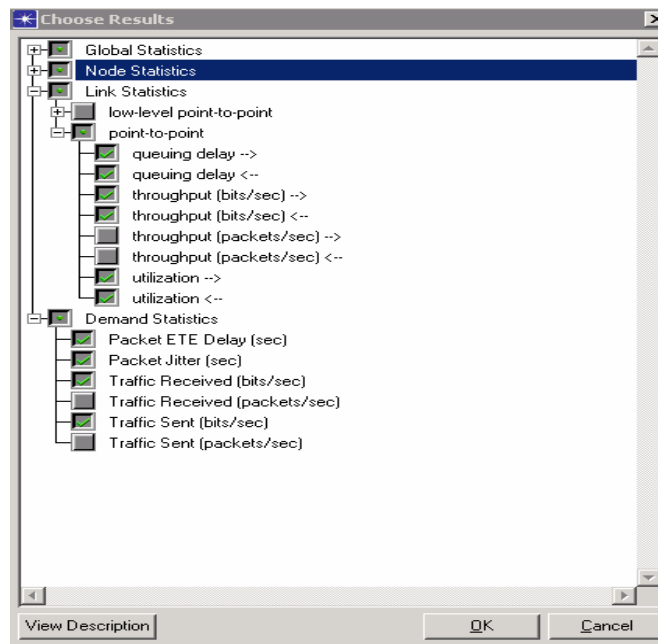 Choose Results
Global Statistics
Node Statistics
Link Statistics
low-level point-to-point
point-to-point
queuing delay -->
queuing delay <--
throughput (bits/sec) -->
throughput (bits/sec) <--
throughput (packets/sec) -->
throughput (packets/sec) <--
utilization -->
utilization <--
Demand Statistics
Packet ETE Delay (sec)
Packet Jitter (sec)
Traffic Received (bits/sec)
Traffic Received (packets/sec)
Traffic Sent (bits/sec)
Traffic Sent (packets/sec)
View Description OK Cancel